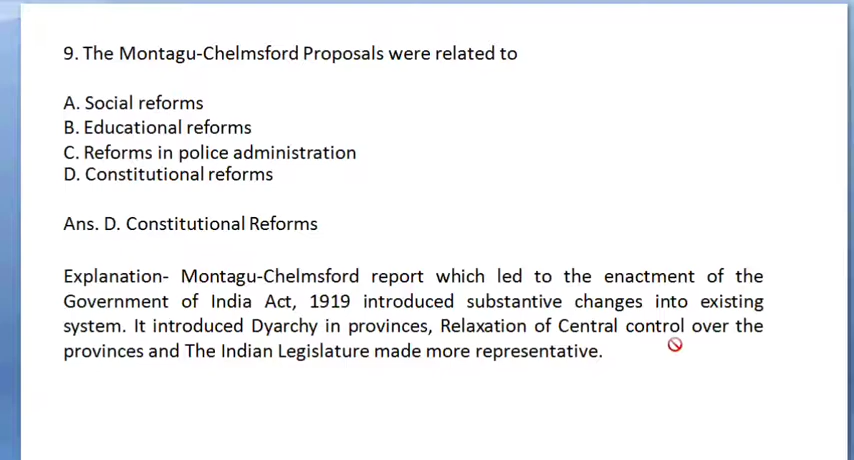 9. The Montagu-Chelmsford Proposals were related to
A. Social reforms
B. Educational reforms
C. Reforms in police administration
D. Constitutional reforms
Ans. D. Constitutional Reforms
Explanation- Montagu-Chelmsford report which led to the enactment of the
Government of India Act, 1919 introduced substantive changes into existing
system. It introduced Dyarchy in provinces, Relaxation of Central control over the
provinces and The Indian Legislature made more representative.